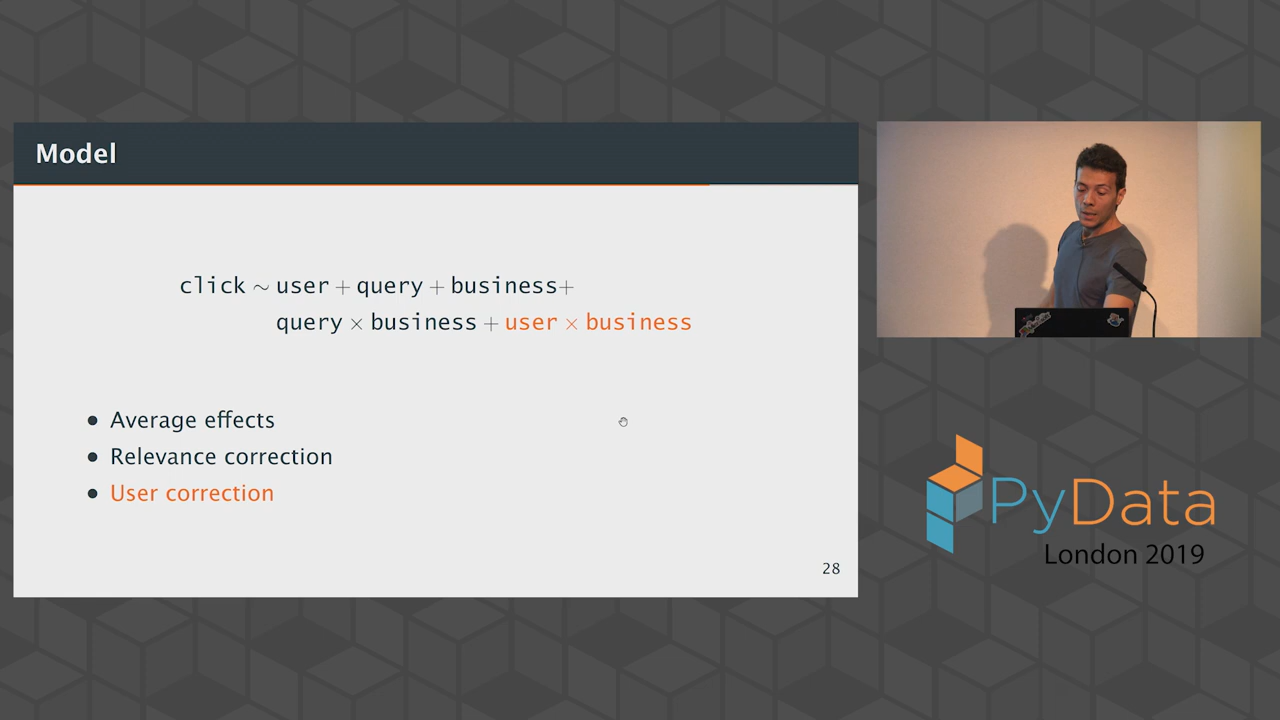 Model
click ∼ user + query + business+
query × business + user × business
• Average effects
• Relevance correction
• User correction
28
PyData
London 2019